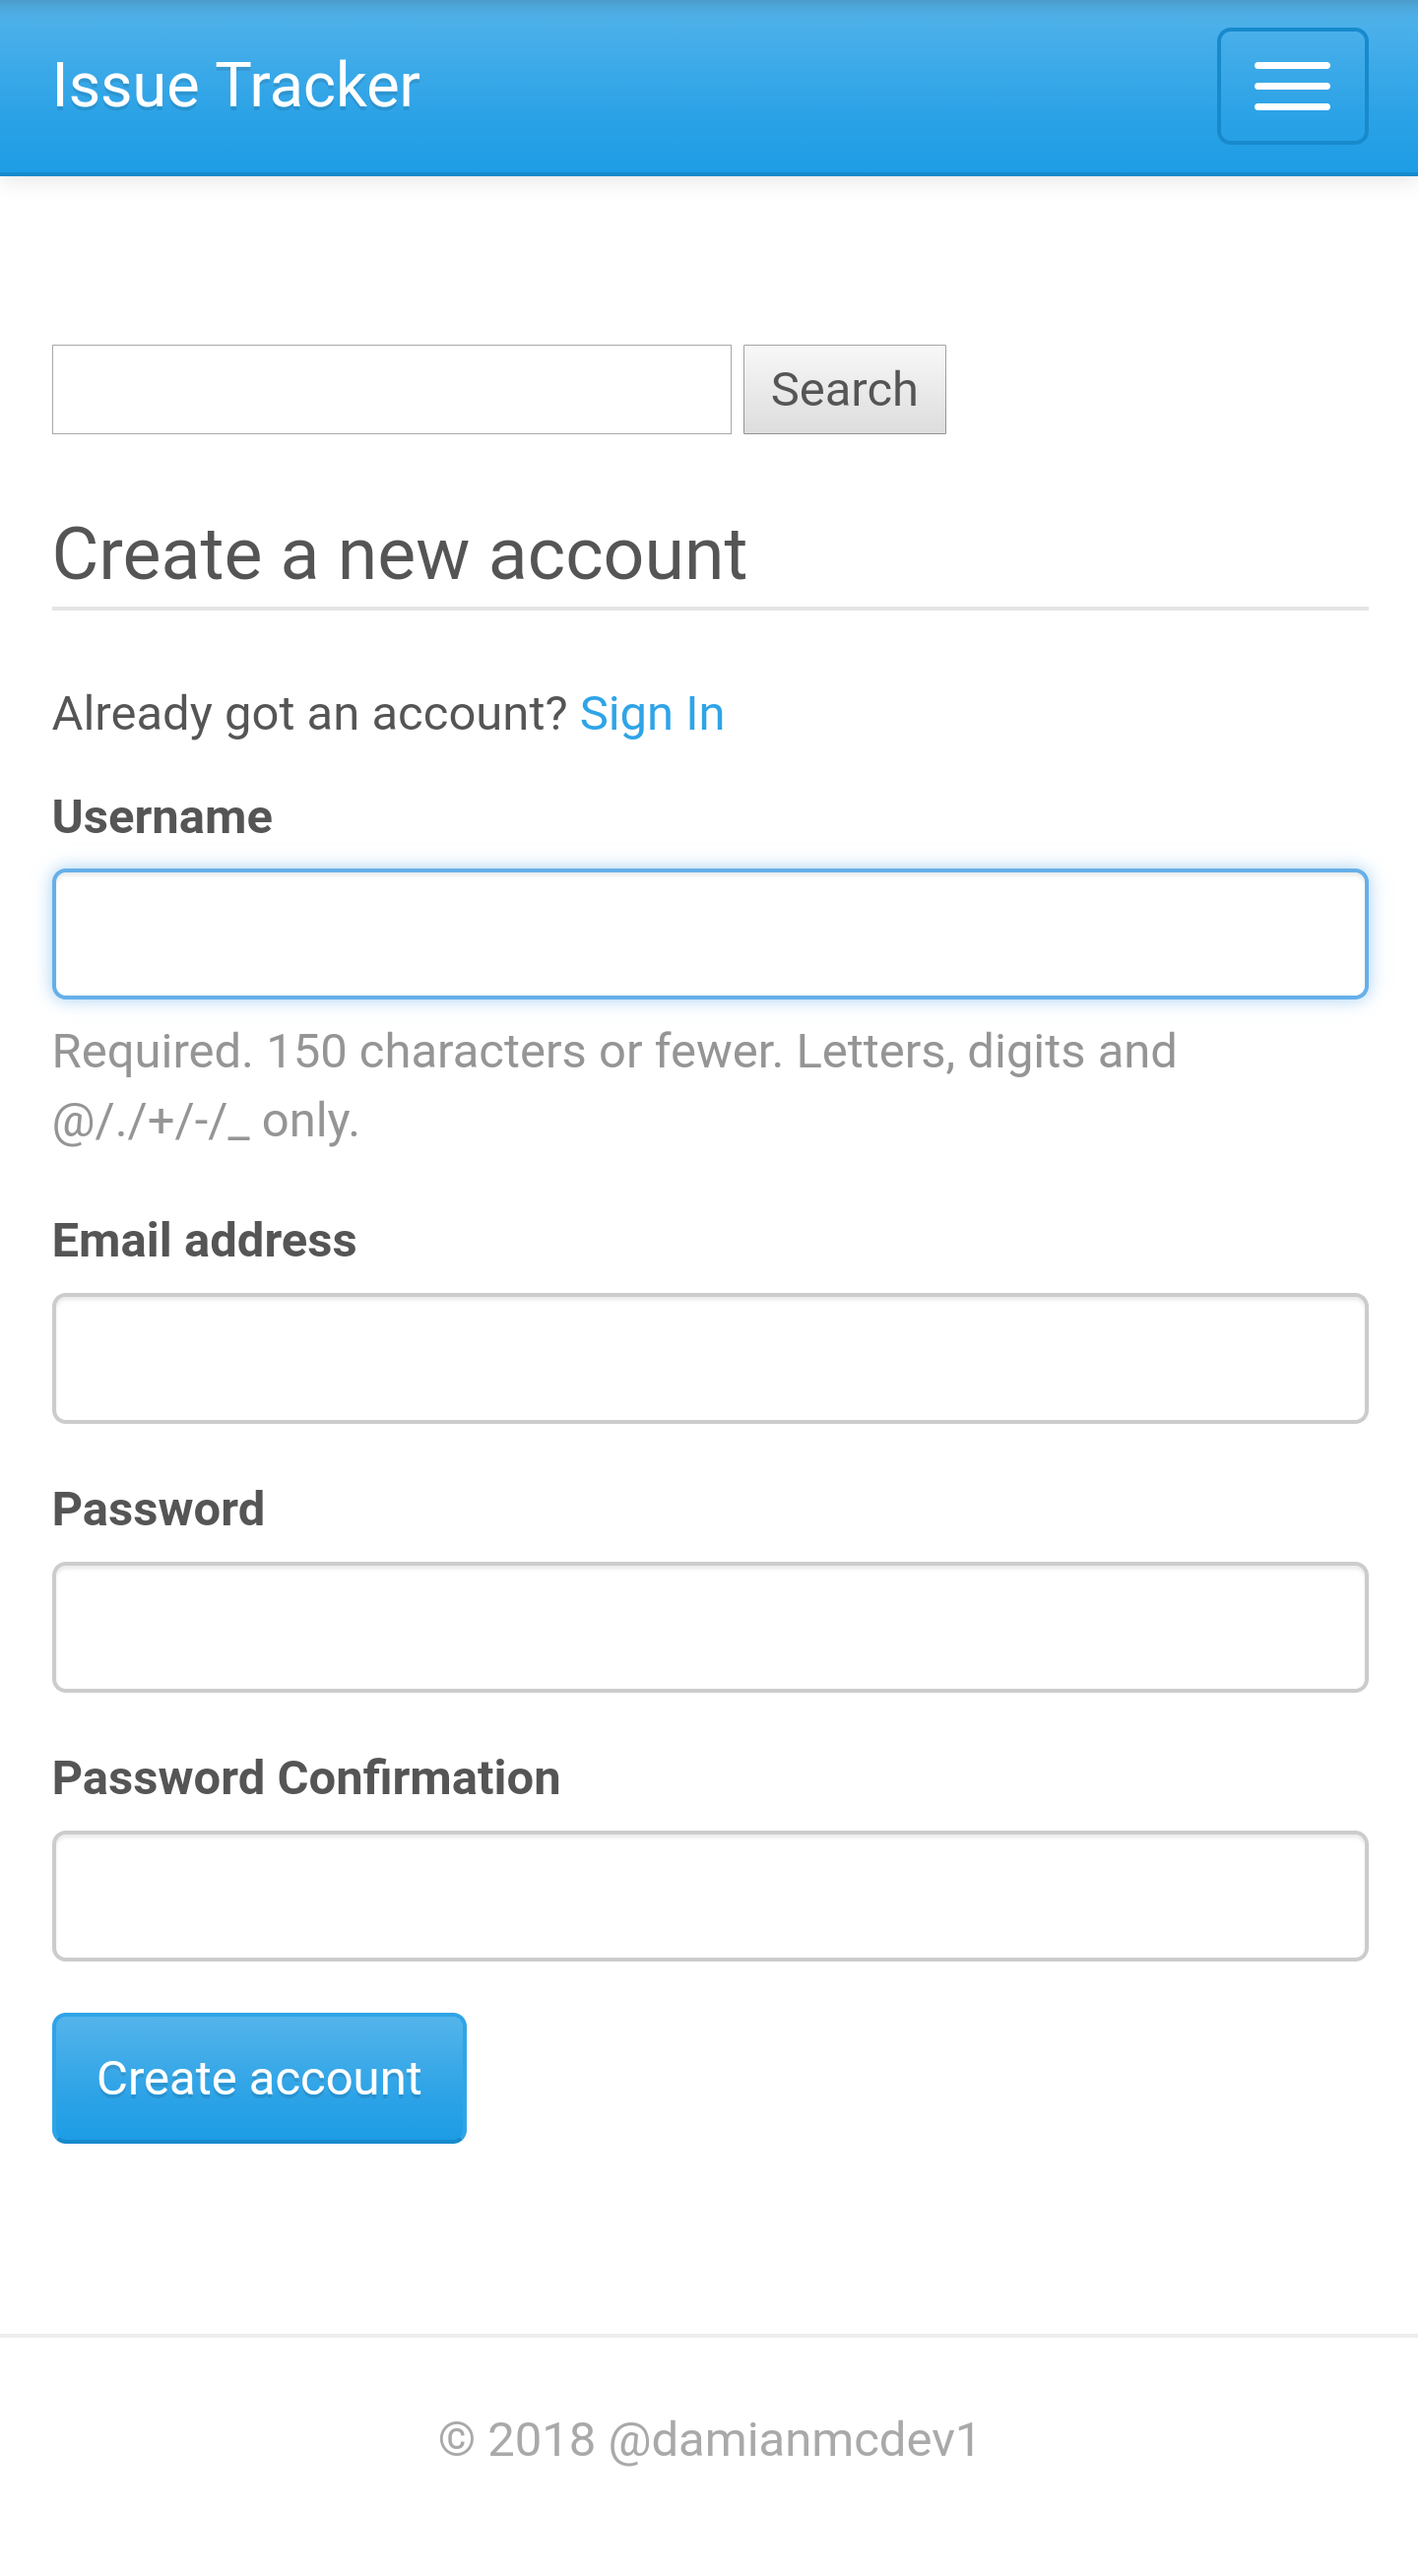 Issue Tracker
Search
Create a new account
Already got an account? Sign In
Username
Required. 150 characters or fewer. Letters, digits and
@/./+/-/_ only.
Email address
Password
Password Confirmation
Create account
© 2018 @damianmcdev1